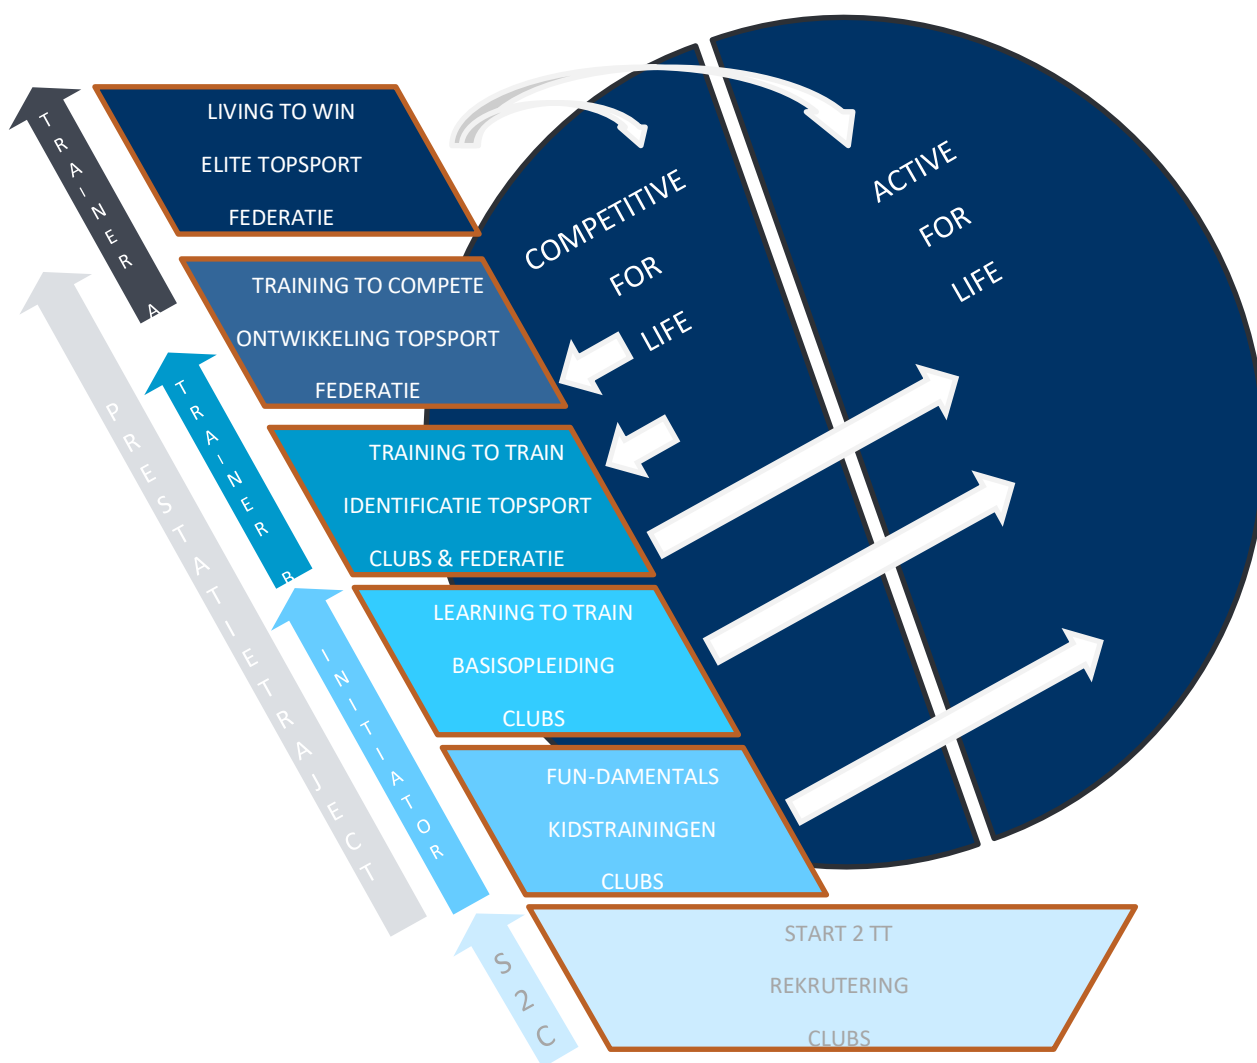 LIVING TO WIN
ELITE TOPSPORT
FEDERATIE
TRAINING TO COMPETE
ONTWIKKELING TOPSPORT
FEDERATIE
TRAINING TO TRAIN
IDENTIFICATIE TOPSPORT
CLUBS & FEDERATIE
LEARNING TO TRAIN
BASISOPLEIDING
CLUBS
FUN-DAMENTALS
KIDSTRAININGEN
CLUBS
START 2 TT
REKRUTERING
CLUBS
TRAINER A
TRAINER B
INITIATOR
S2C
PRESTATIETRAJECT
COMPETITIVE
FOR
LIFE
ACTIVE
FOR
LIFE